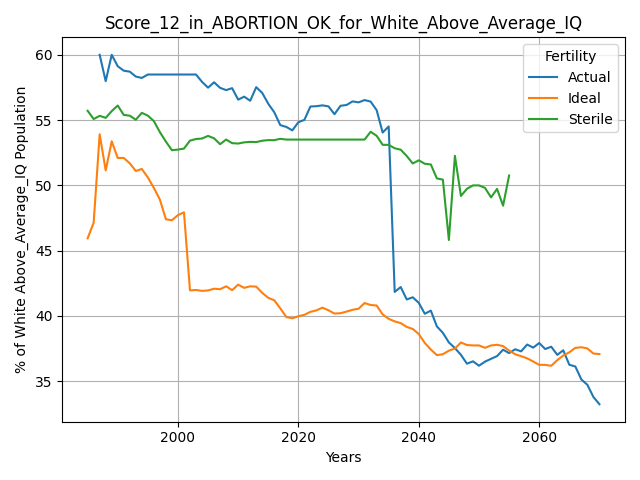 Score_12_in_ABORTION_OK_for_White_Above_Average_IQ
% of White Above_Average_IQ Population
60
55
50
45
40
35
Fertility
Actual
Ideal
Sterile
2000
2020
2040
2060
Years